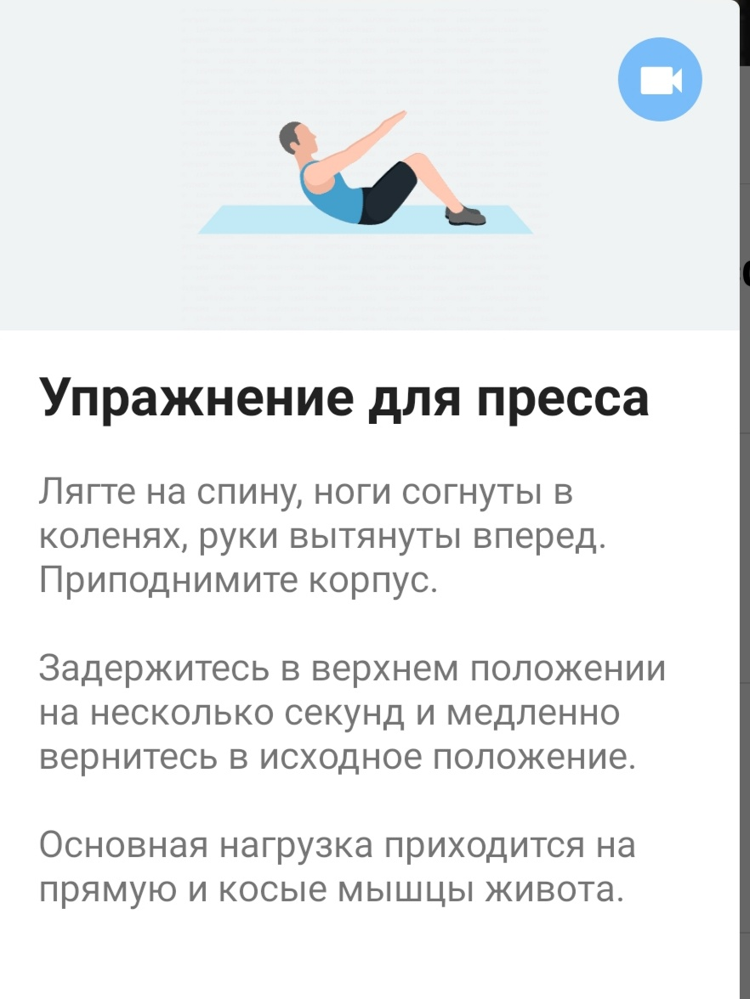 Упражнение для пресса
Лягте на спину, ноги согнуты в
коленях, руки вытянуты вперед.
Приподнимите корпус.
Задержитесь в верхнем положении
на несколько секунд и медленно
вернитесь в исходное положение.
Основная нагрузка приходится на
прямую и косые мышцы живота.